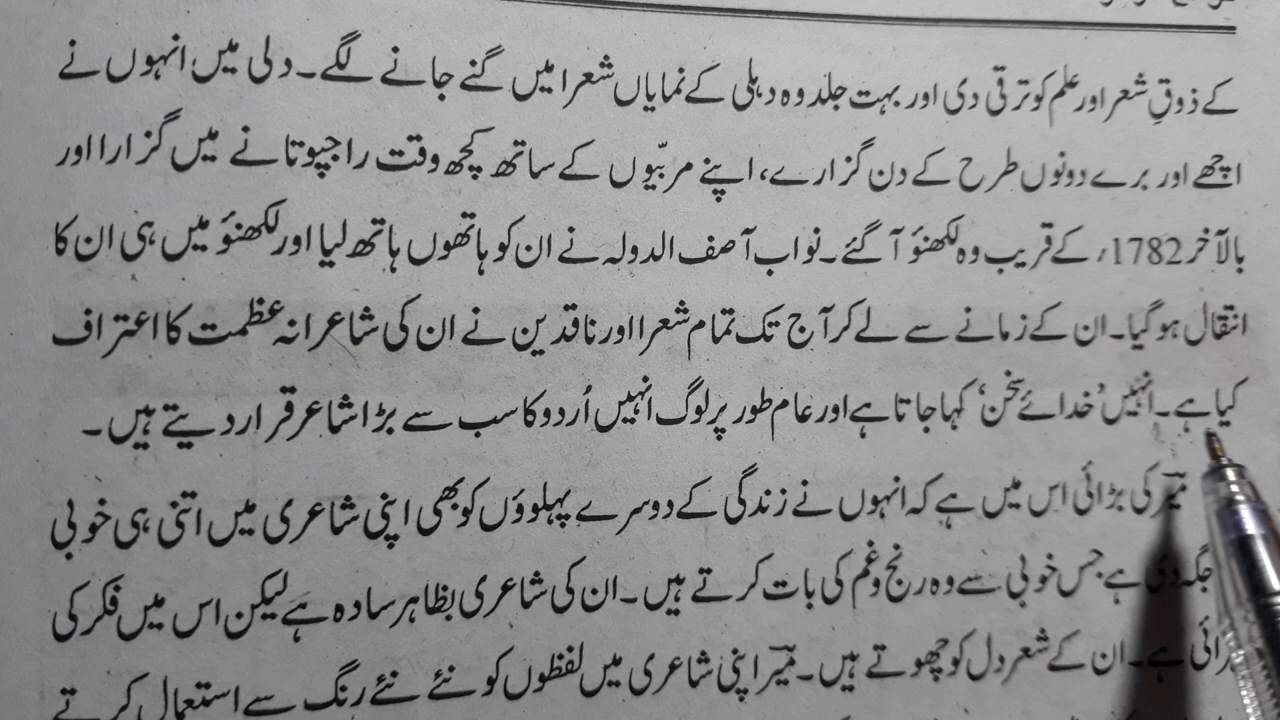 کے ذوقِ شعر اور علم کو ترقی دی اور بہت جلد وہ دہلی کے نمایاں شعرا میں گنے جانے لگے۔ دلی میں انہوں نے
اچھے اور برے دونوں طرح کے دن گزارے، اپنے مربّیوں کے ساتھ کچھ وقت راجپوتانے میں گزارا اور
بالآخر 1782ء کے قریب وہ لکھنؤ آ گئے۔ نواب آصف الدولہ نے ان کو ہاتھوں ہاتھ لیا اور لکھنؤ میں ہی ان کا
انتقال ہو گیا۔ ان کے زمانے سے لے کر آج تک تمام شعرا اور ناقدین نے ان کی شاعرانہ عظمت کا اعتراف
کیا ہے۔ انہیں ’خدائے سخن‘ کہا جاتا ہے اور عام طور پر لوگ انہیں اُردو کا سب سے بڑا شاعر قرار دیتے ہیں۔
میرؔ کی بڑائی اس میں ہے کہ انہوں نے زندگی کے دوسرے پہلوؤں کو بھی اپنی شاعری میں اتنی ہی خوبی
جگہ دی ہے جس خوبی سے وہ رنج و غم کی بات کرتے ہیں۔ ان کی شاعری بظاہر سادہ ہے لیکن اس میں فکر کی
ہے۔ ان کے شعر دل کو چھوتے ہیں۔ میرؔ اپنی شاعری میں لفظوں کو نئے نئے رنگ سے استعمال کرتے